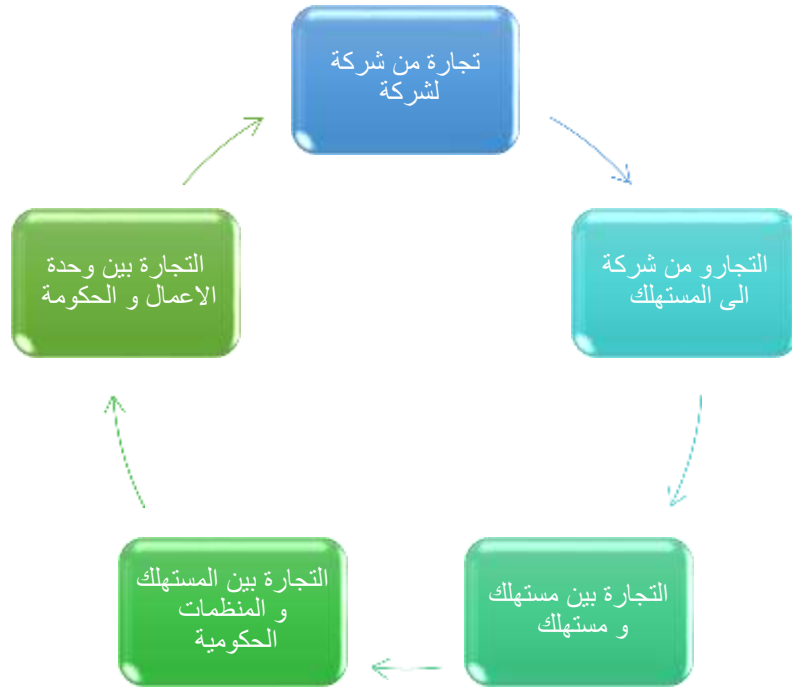 تجارة من شركة
لشركة
التجارو من شركة
الى المستهلك
التجارة بين مستهلك
و مستهلك
التجارة بين المستهلك
و المنظمات
الحكومية
التجارة بين وحدة
الاعمال و الحكومة